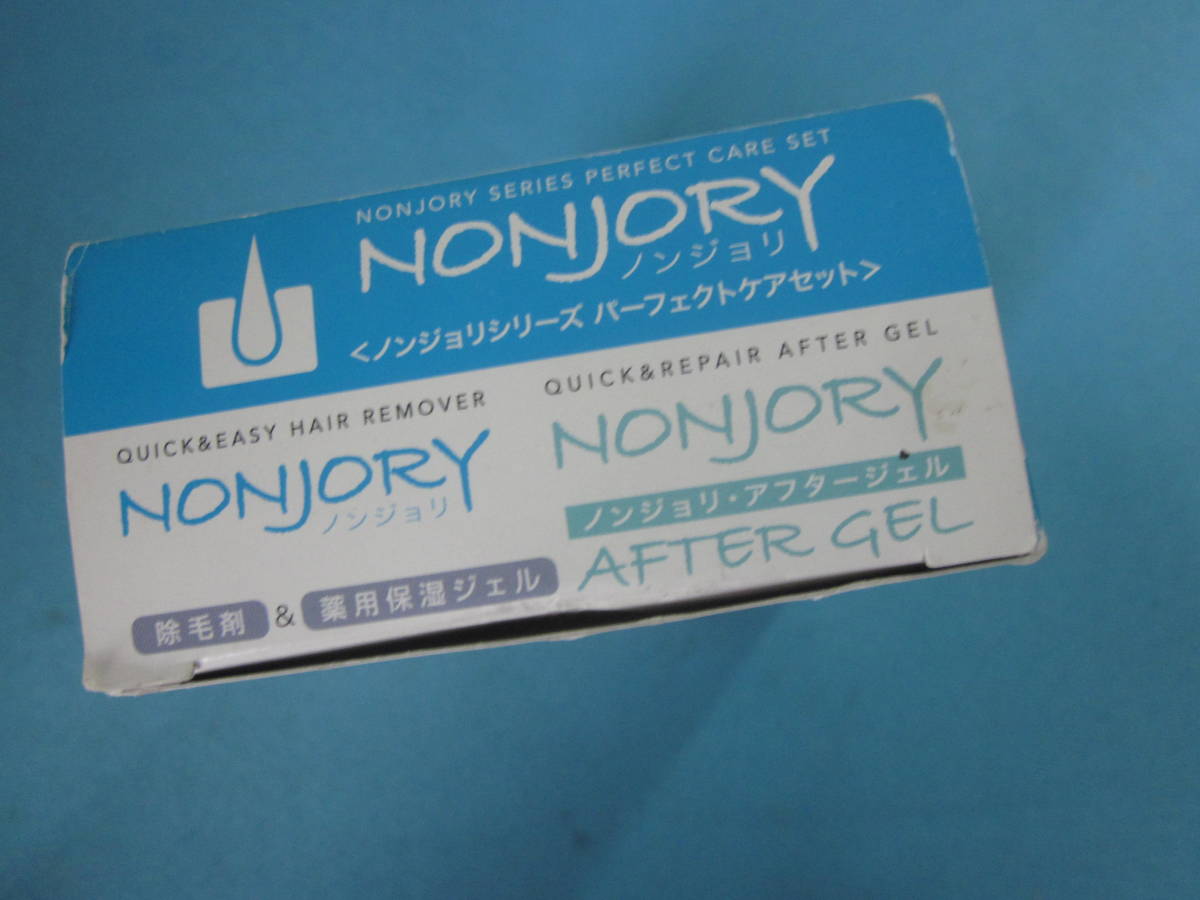 NONJORY SERIES PERFECT CARE SET
NONJORY
ノンジョリ
<ノンジョリシリーズ パーフェクトケアセット>
QUICK&EASY HAIR REMOVER
NONJORY
ノンジョリ
除毛剤 & 薬用保湿ジェル
QUICK&REPAIR AFTER GEL
NONJORY
ノンジョリ・アフタージェル
AFTER GEL